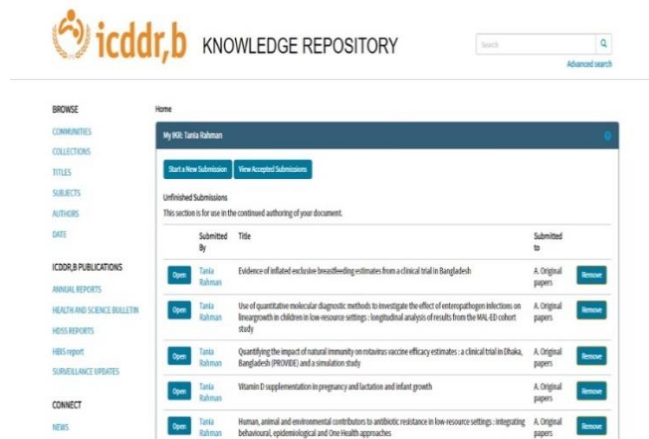 icddr,b KNOWLEDGE REPOSITORY
Search
Advanced search
BROWSE
COMMUNITIES
COLLECTIONS
TITLES
SUBJECTS
AUTHORS
DATE
ICDDR,B PUBLICATIONS
ANNUAL REPORTS
HEALTH AND SCIENCE BULLETIN
HDSS REPORTS
HBIS report
SURVEILLANCE UPDATES
CONNECT
NEWS
Home
My IKR: Tania Rahman
Start a New Submission View Accepted Submissions
Unfinished Submissions
This section is for use in the continued authoring of your document.
Submitted By Title Submitted to
Open Tania Rahman Evidence of inflated exclusive breastfeeding estimates from a clinical trial in Bangladesh A. Original papers Remove
Open Tania Rahman Use of quantitative molecular diagnostic methods to investigate the effect of enteropathogen infections on
lineargrowth in children in low-resource settings : longitudinal analysis of results from the MAL-ED cohort
study A. Original papers Remove
Open Tania Rahman Quantifying the impact of natural immunity on rotavirus vaccine efficacy estimates : a clinical trial in Dhaka,
Bangladesh (PROVIDE) and a simulation study A. Original papers Remove
Open Tania Rahman Vitamin D supplementation in pregnancy and lactation and infant growth A. Original papers Remove
Open Tania Rahman Human, animal and environmental contributors to antibiotic resistance in low-resource settings : integrating
behavioural, epidemiological and One Health approaches A. Original papers Remove